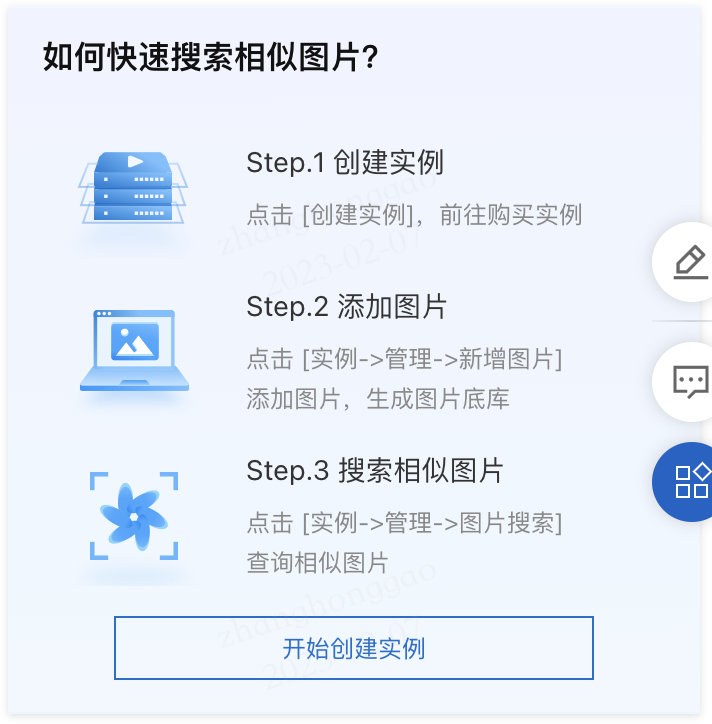 如何快速搜索相似图片?
Step.1 创建实例
点击 [创建实例]，前往购买实例
zhanghonggao
2023-02-07
Step.2 添加图片
点击 [实例->管理->新增图片]
添加图片，生成图片底库
Step.3 搜索相似图片
点击 [实例->管理->图片搜索]
查询相似图片
zhanghonggao
开始创建实例
2023-02-07